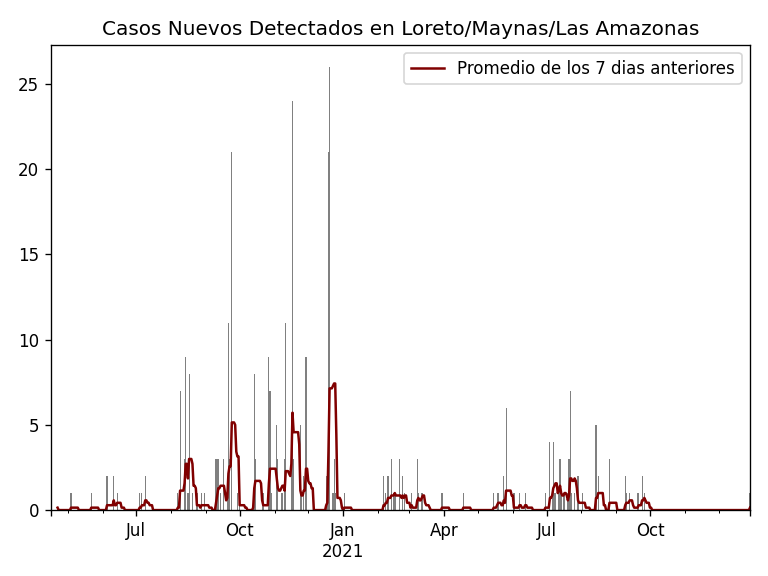 Casos Nuevos Detectados en Loreto/Maynas/Las Amazonas
Promedio de los 7 dias anteriores
25
20
15
10
5
0
Jul
Oct
Jan
2021
Apr
Jul
Oct